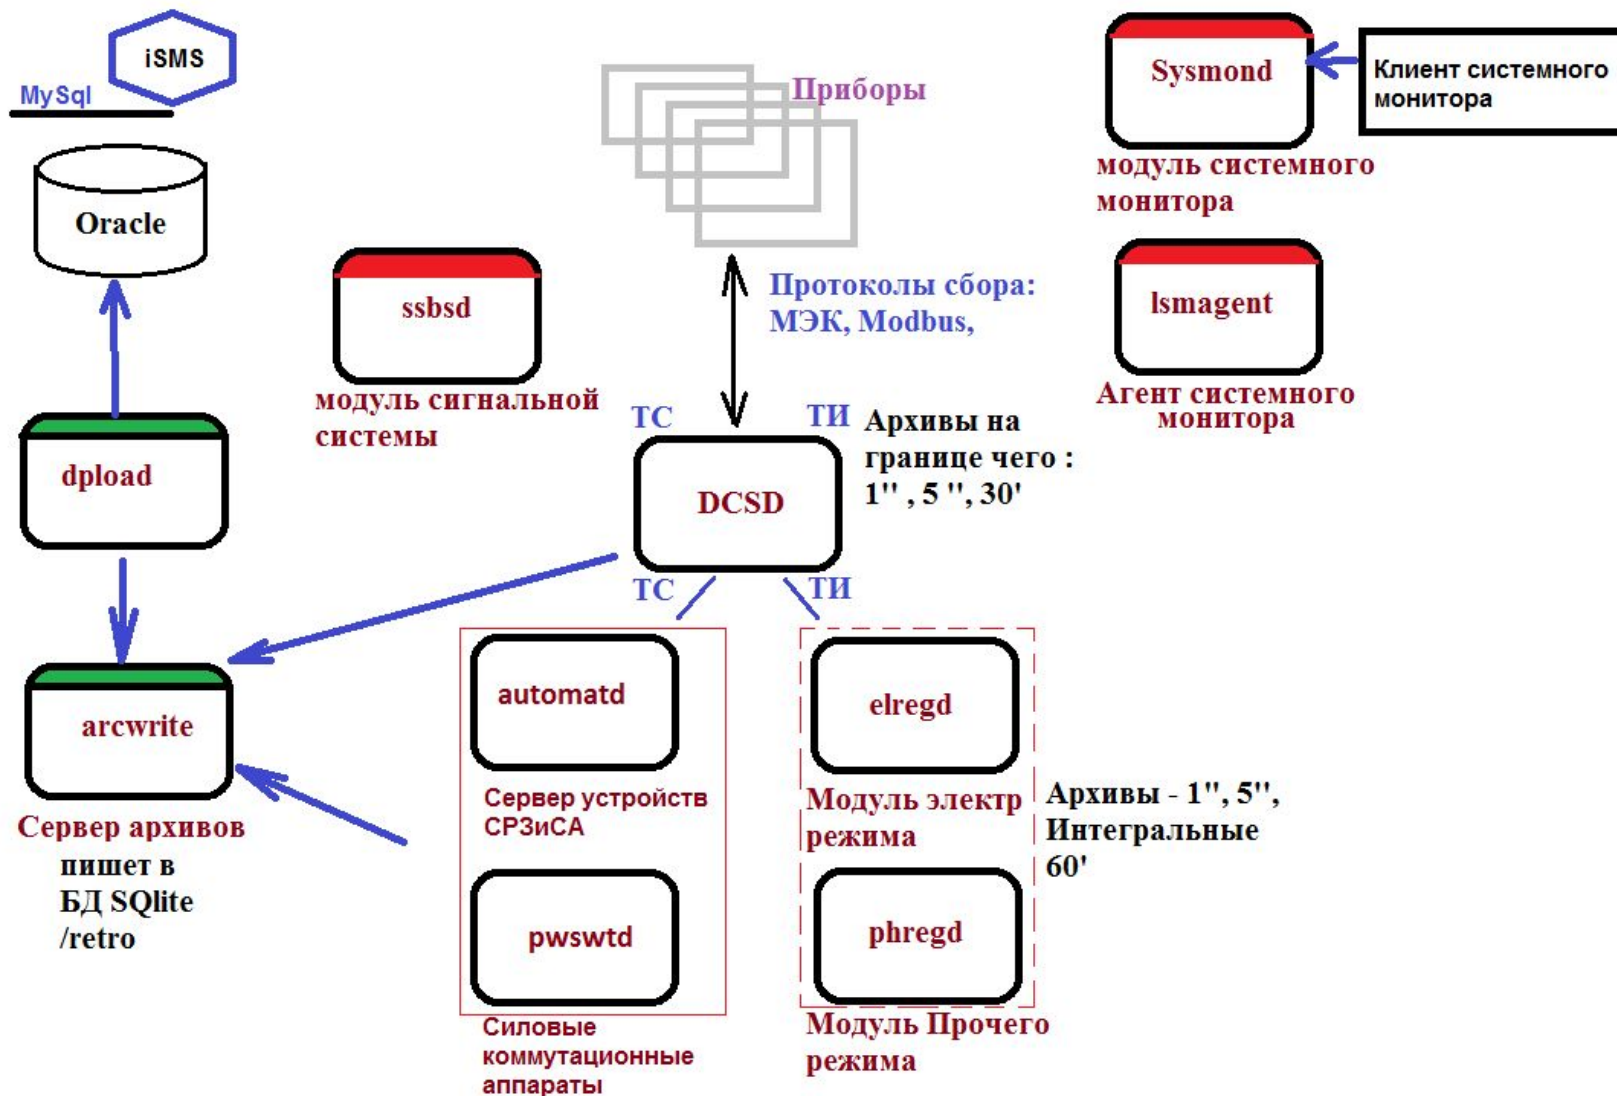 iSMS
MySql
Oracle
dpload
arcwrite
Сервер архивов
пишет в
БД SQlite
/retro
ssbsd
модуль сигнальной
системы
Приборы
Протоколы сбора:
МЭК, Modbus,
ТС
ТИ
Архивы на
границе чего :
1'' , 5 '', 30'
DCSD
ТС
ТИ
automatd
Сервер устройств
СРЗиСА
pwswtd
Силовые
коммутационные
аппараты
elregd
Модуль электр
режима
phregd
Модуль Прочего
режима
Архивы - 1'', 5'',
Интегральные
60'
Sysmond
модуль системного
монитора
Клиент системного
монитора
lsmagent
Агент системного
монитора